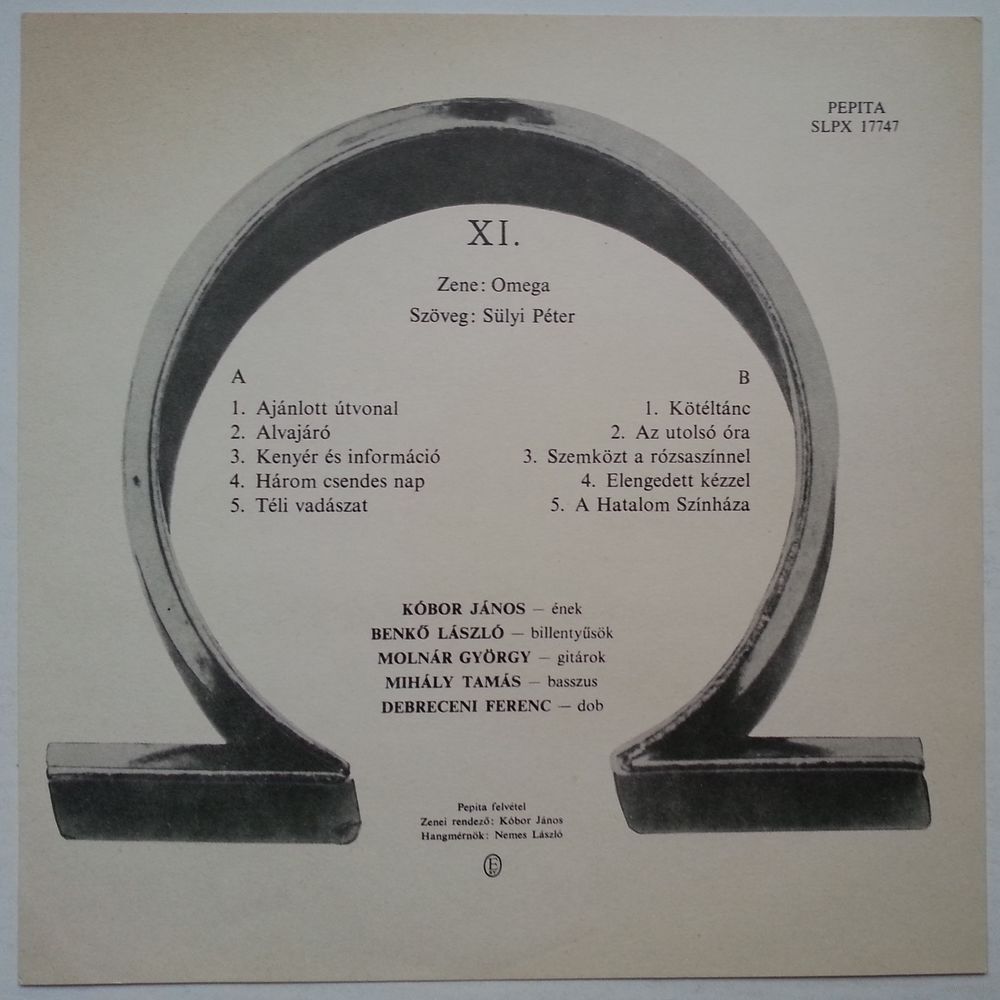 PEPITA
SLPX 17747
XI.
Zene: Omega
Szöveg: Sülyi Péter
A
1. Ajánlott útvonal
2. Alvajáró
3. Kenyér és információ
4. Három csendes nap
5. Téli vadászat
B
1. Kötéltánc
2. Az utolsó óra
3. Szemközt a rózsaszínnel
4. Elengedett kézzel
5. A Hatalom Színháza
KÓBOR JÁNOS — ének
BENKŐ LÁSZLÓ — billentyűsök
MOLNÁR GYÖRGY — gitárok
MIHÁLY TAMÁS — basszus
DEBRECENI FERENC — dob
Pepita felvétel
Zenei rendező: Kóbor János
Hangmérnök: Nemes László